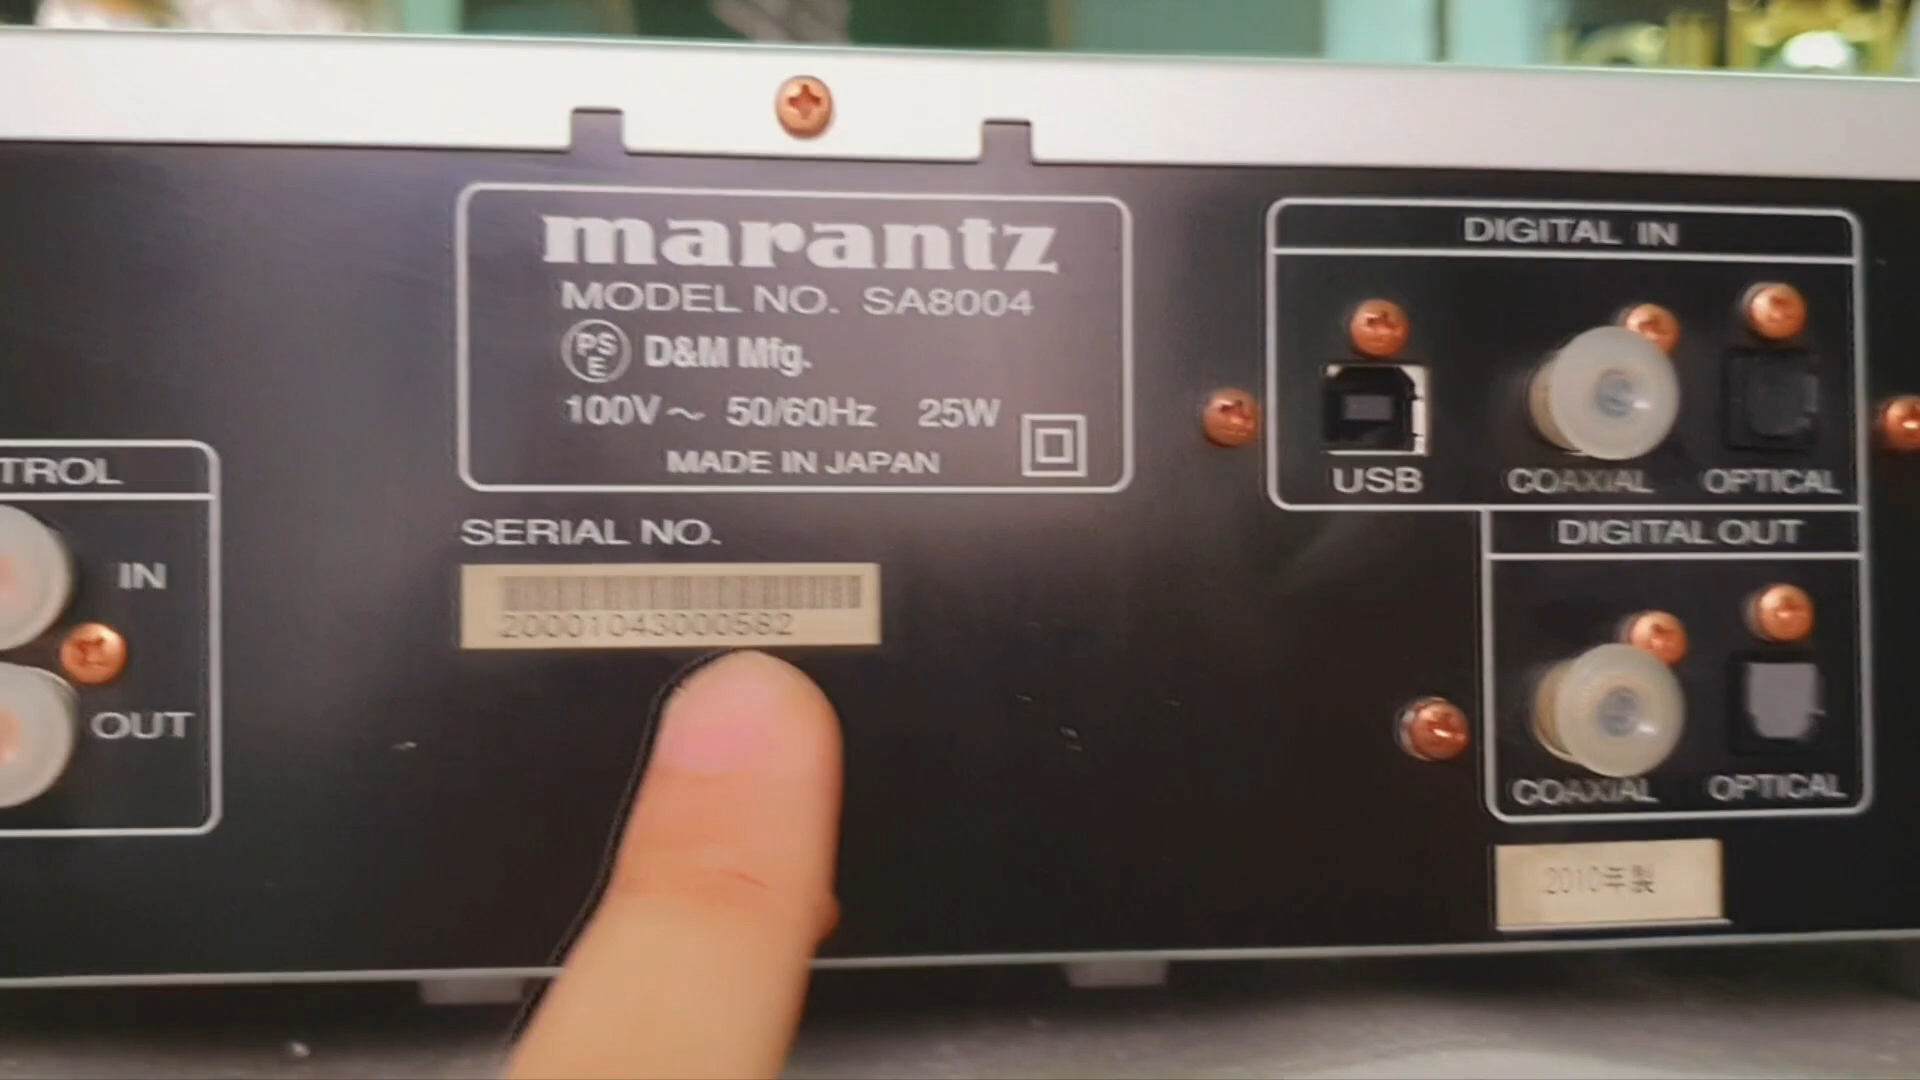 marantz
MODEL NO. SA8004
PS
E
D&M Mfg.
100V~ 50/60Hz 25W
MADE IN JAPAN
SERIAL NO.
20001043000582
TROL
IN
OUT
DIGITAL IN
USB
COAXIAL
OPTICAL
DIGITAL OUT
COAXIAL
OPTICAL
2010年製